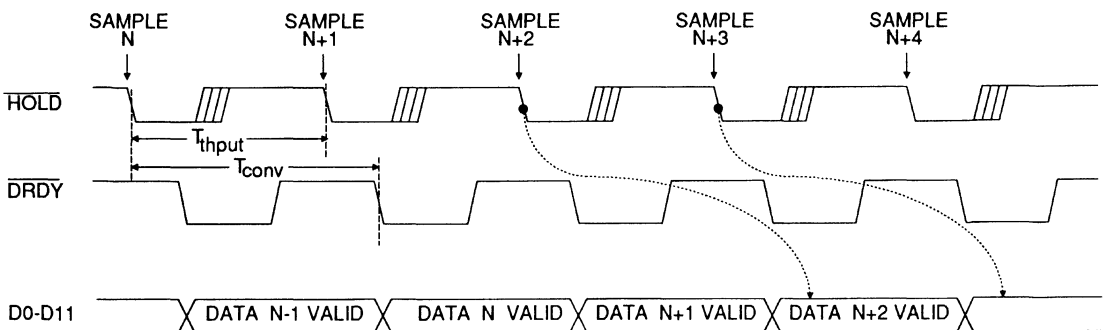 SAMPLE N
SAMPLE N+1
SAMPLE N+2
SAMPLE N+3
SAMPLE N+4
HOLD
Tthput
Tconv
DRDY
D0-D11
DATA N-1 VALID
DATA N VALID
DATA N+1 VALID
DATA N+2 VALID